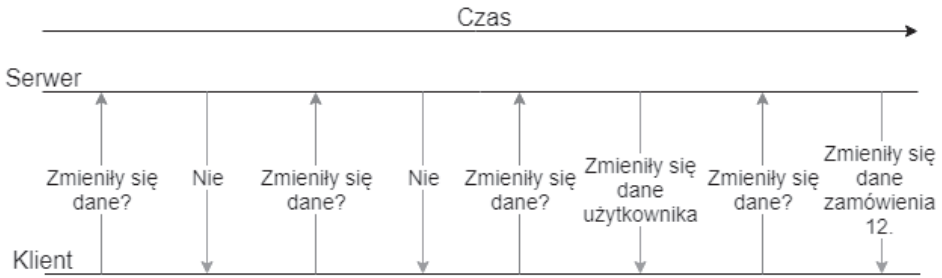 Czas
Serwer
Zmieniły się
dane?
Nie
Zmieniły się
dane?
Nie
Zmieniły się
dane?
Zmieniły się
dane
użytkownika
Zmieniły się
dane?
Zmieniły się
dane
zamówienia
12.
Klient